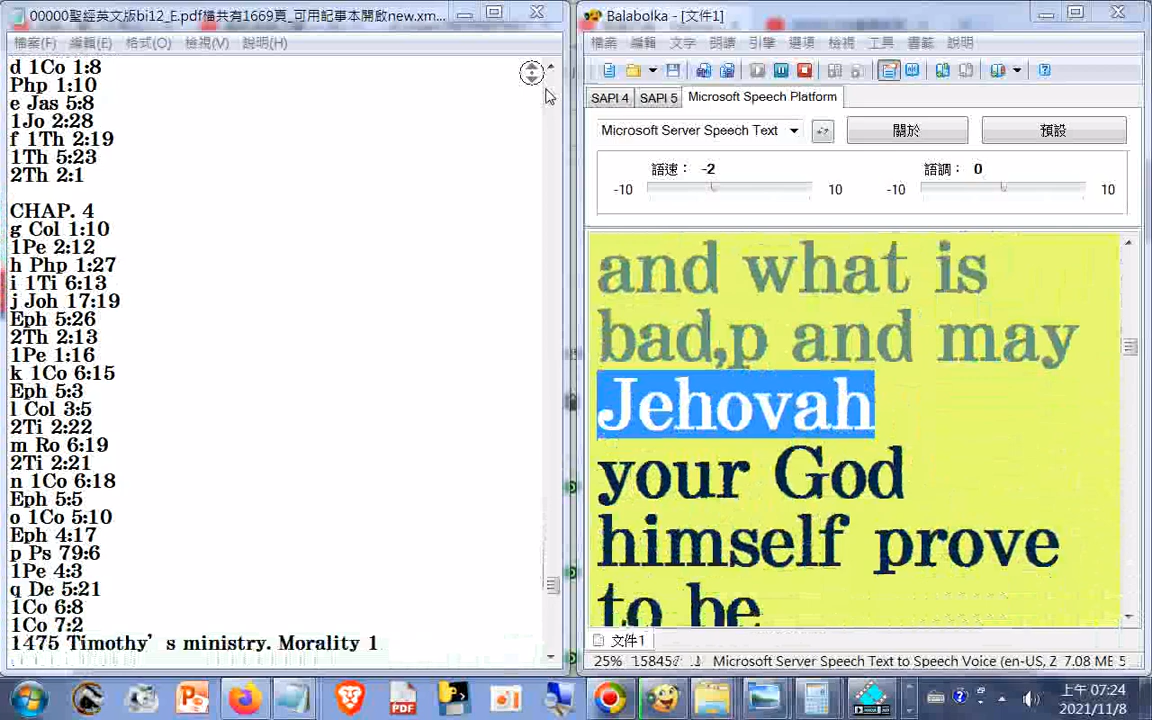 00000聖經英文版bi12_E.pdf檔共有1669頁_可用記事本開啟new.xm...
檔案(F) 編輯(E) 格式(O) 檢視(V) 說明(H)
d 1Co 1:8
Php 1:10
e Jas 5:8
1Jo 2:28
f 1Th 2:19
1Th 5:23
2Th 2:1
CHAP. 4
g Col 1:10
1Pe 2:12
h Php 1:27
i 1Ti 6:13
j Joh 17:19
Eph 5:26
2Th 2:13
1Pe 1:16
k 1Co 6:15
Eph 5:3
l Col 3:5
2Ti 2:22
m Ro 6:19
2Ti 2:21
n 1Co 6:18
Eph 5:5
o 1Co 5:10
Eph 4:17
p Ps 79:6
1Pe 4:3
q De 5:21
1Co 6:8
1Co 7:2
1475 Timothy’s ministry. Morality 1
Balabolka - [文件1]
檔案 編輯 文字 朗讀 引擎 選項 檢視 工具 書籤 說明
SAPI 4 SAPI 5 Microsoft Speech Platform
Microsoft Server Speech Text 關於 預設
語速： -2 語調： 0
-10 10 -10 10
and what is
bad,p and may
Jehovah
your God
himself prove
to be
文件1
25% Microsoft Server Speech Text to Speech Voice (en-US, 2 7.08 MB 5
PDF
上午 07:24
2021/11/8